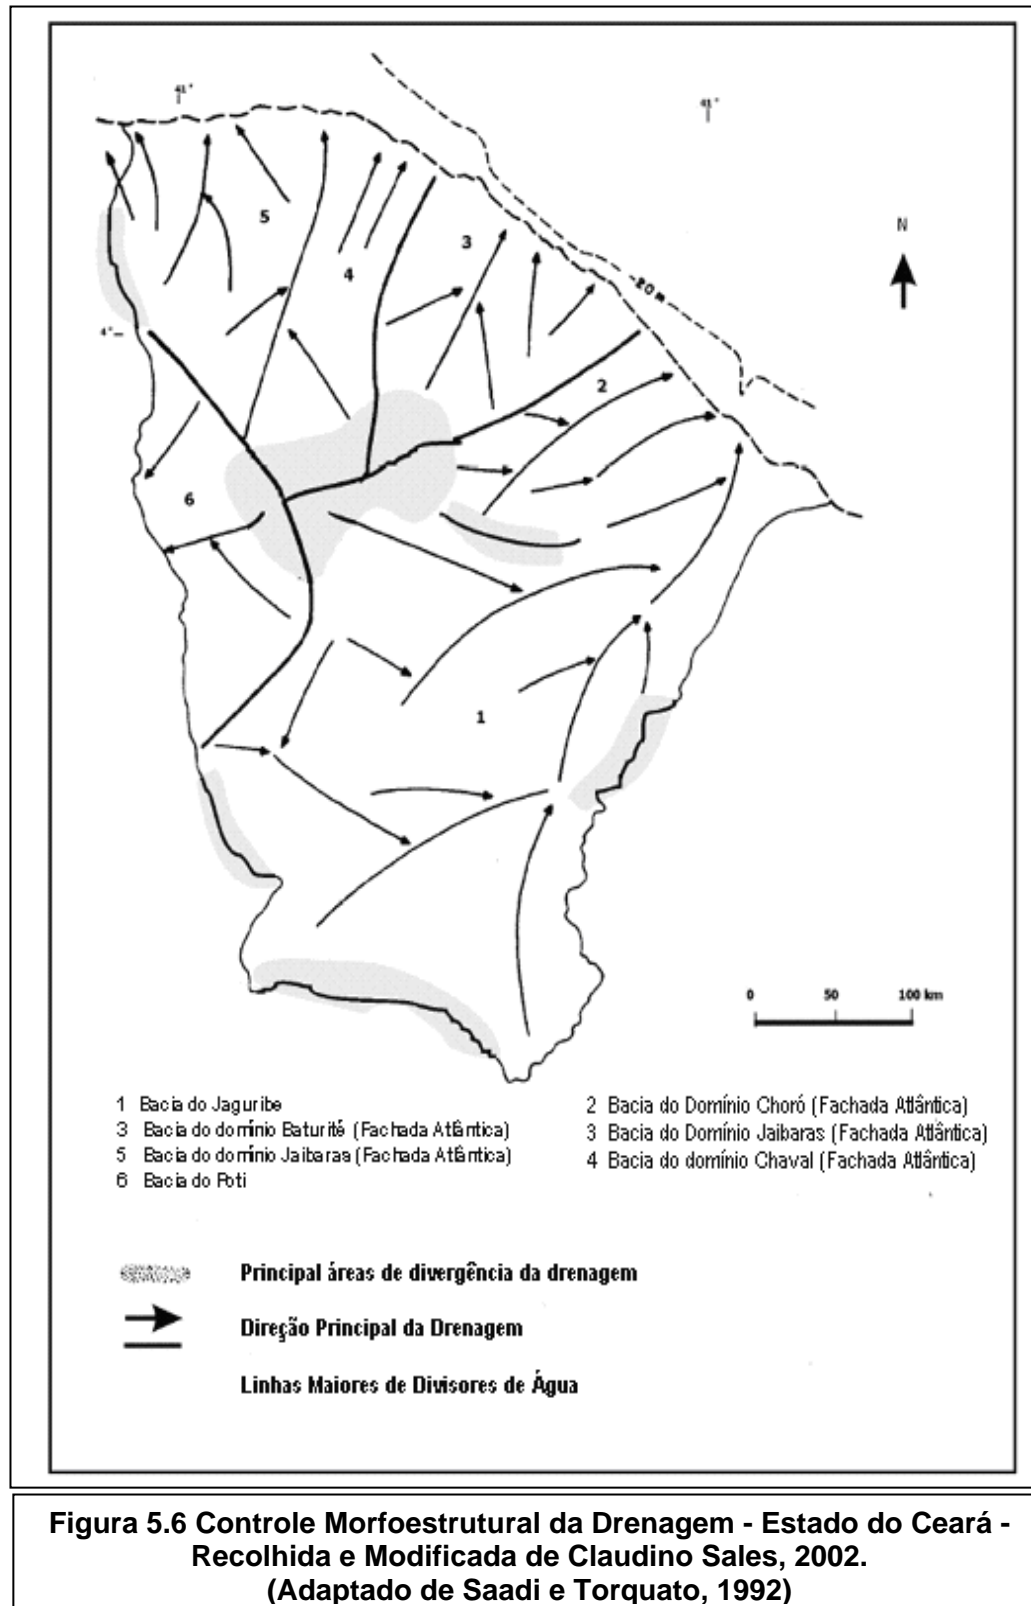 41°
41°
N
5
3
4
-20 m
4°
2
6
1
0 50 100 km
1 Bacia do Jaguribe
3 Bacia do domínio Baturité (Fachada Atlântica)
5 Bacia do domínio Jaibaras (Fachada Atlântica)
6 Bacia do Poti
2 Bacia do Domínio Choró (Fachada Atlântica)
3 Bacia do Domínio Jaibaras (Fachada Atlântica)
4 Bacia do domínio Chaval (Fachada Atlântica)
Principal áreas de divergência da drenagem
Direção Principal da Drenagem
Linhas Maiores de Divisores de Água
Figura 5.6 Controle Morfoestrutural da Drenagem - Estado do Ceará -
Recolhida e Modificada de Claudino Sales, 2002.
(Adaptado de Saadi e Torquato, 1992)